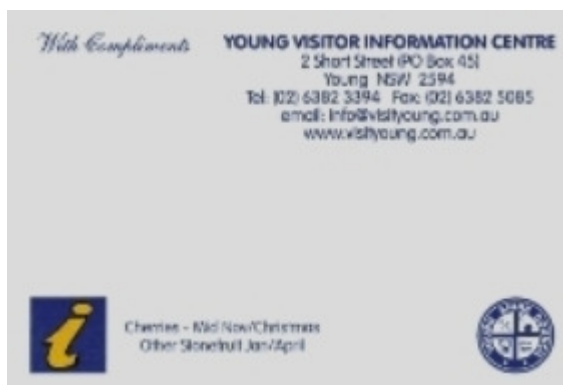 With Compliments
YOUNG VISITOR INFORMATION CENTRE
2 Short Street (PO Box 45)
Young NSW 2594
Tel: (02) 6382 3394 Fax: (02) 6382 5085
email: info@visityoung.com.au
www.visityoung.com.au
i
Cherries - Mid Nov/Christmas
Other Stonefruit Jan/April